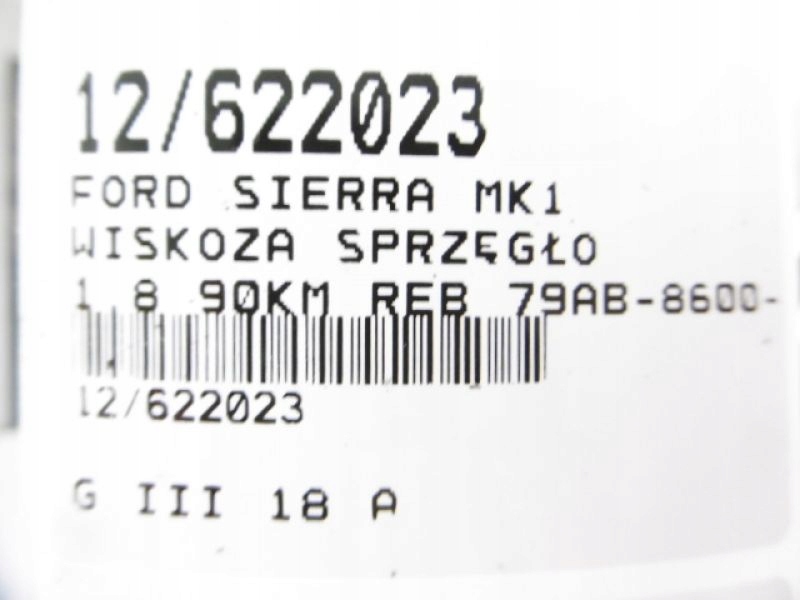 12/622023
FORD SIERRA MK1
WISKOZA SPRZĘGŁO
1.8 90KM REB 79AB-8600-
12/622023
G III 18 A